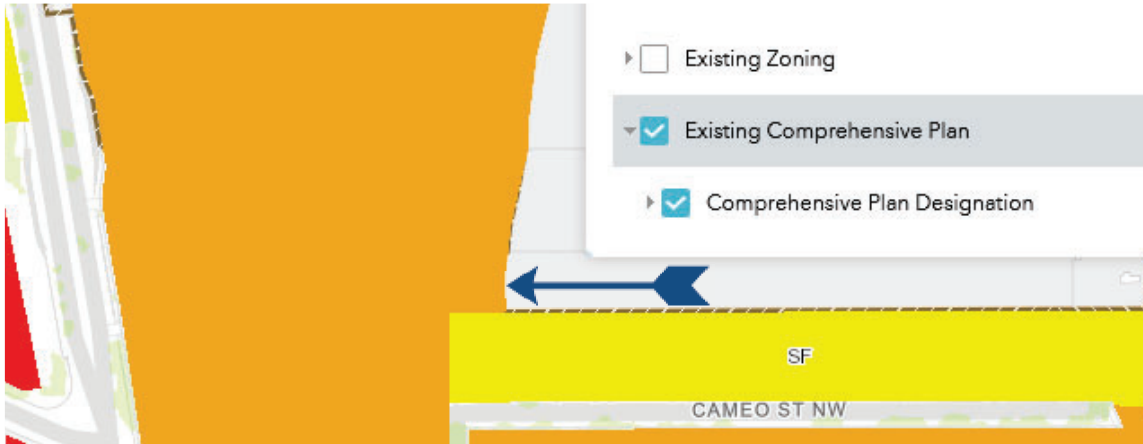 Existing Zoning
Existing Comprehensive Plan
Comprehensive Plan Designation
SF
CAMEO ST NW